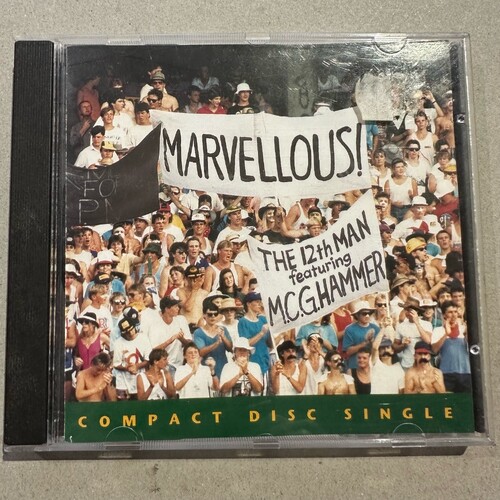 MARVELLOUS!
THE 12th MAN
featuring
M.C.G.HAMMER
COMPACT DISC SINGLE